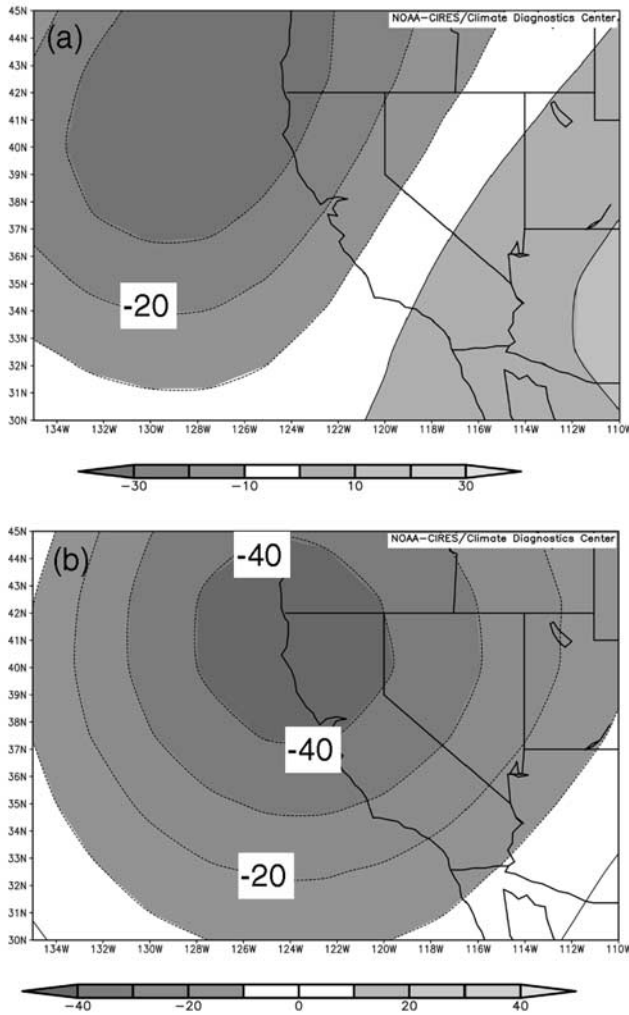 (a)
NOAA-CIRES/Climate Diagnostics Center
45N
44N
43N
42N
41N
40N
39N
38N
37N
36N
35N
34N
33N
32N
31N
30N
-20
134W 132W 130W 128W 126W 124W 122W 120W 118W 116W 114W 112W 110W
-30 -10 10 30
(b)
NOAA-CIRES/Climate Diagnostics Center
45N
44N
43N
42N
41N
40N
39N
38N
37N
36N
35N
34N
33N
32N
31N
30N
-40
-40
-20
134W 132W 130W 128W 126W 124W 122W 120W 118W 116W 114W 112W 110W
-40 -20 0 20 40